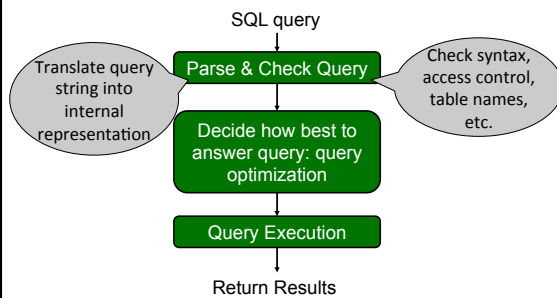 SQL query
Translate query
string into
internal
representation
Parse & Check Query
Check syntax,
access control,
table names,
etc.
Decide how best to
answer query: query
optimization
Query Execution
Return Results